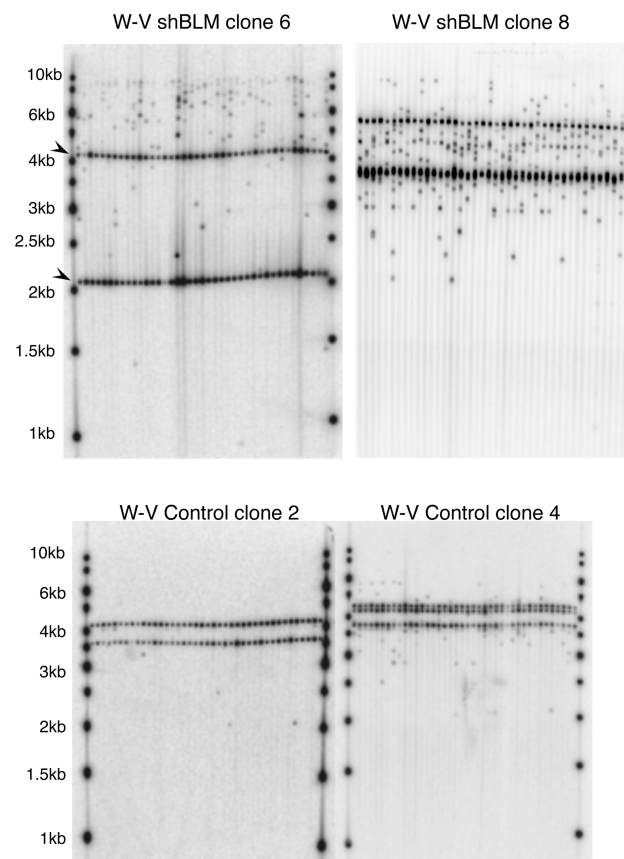 W-V shBLM clone 6
W-V shBLM clone 8
10kb
6kb
4kb
3kb
2.5kb
2kb
1.5kb
1kb
W-V Control clone 2
W-V Control clone 4
10kb
6kb
4kb
3kb
2kb
1.5kb
1kb